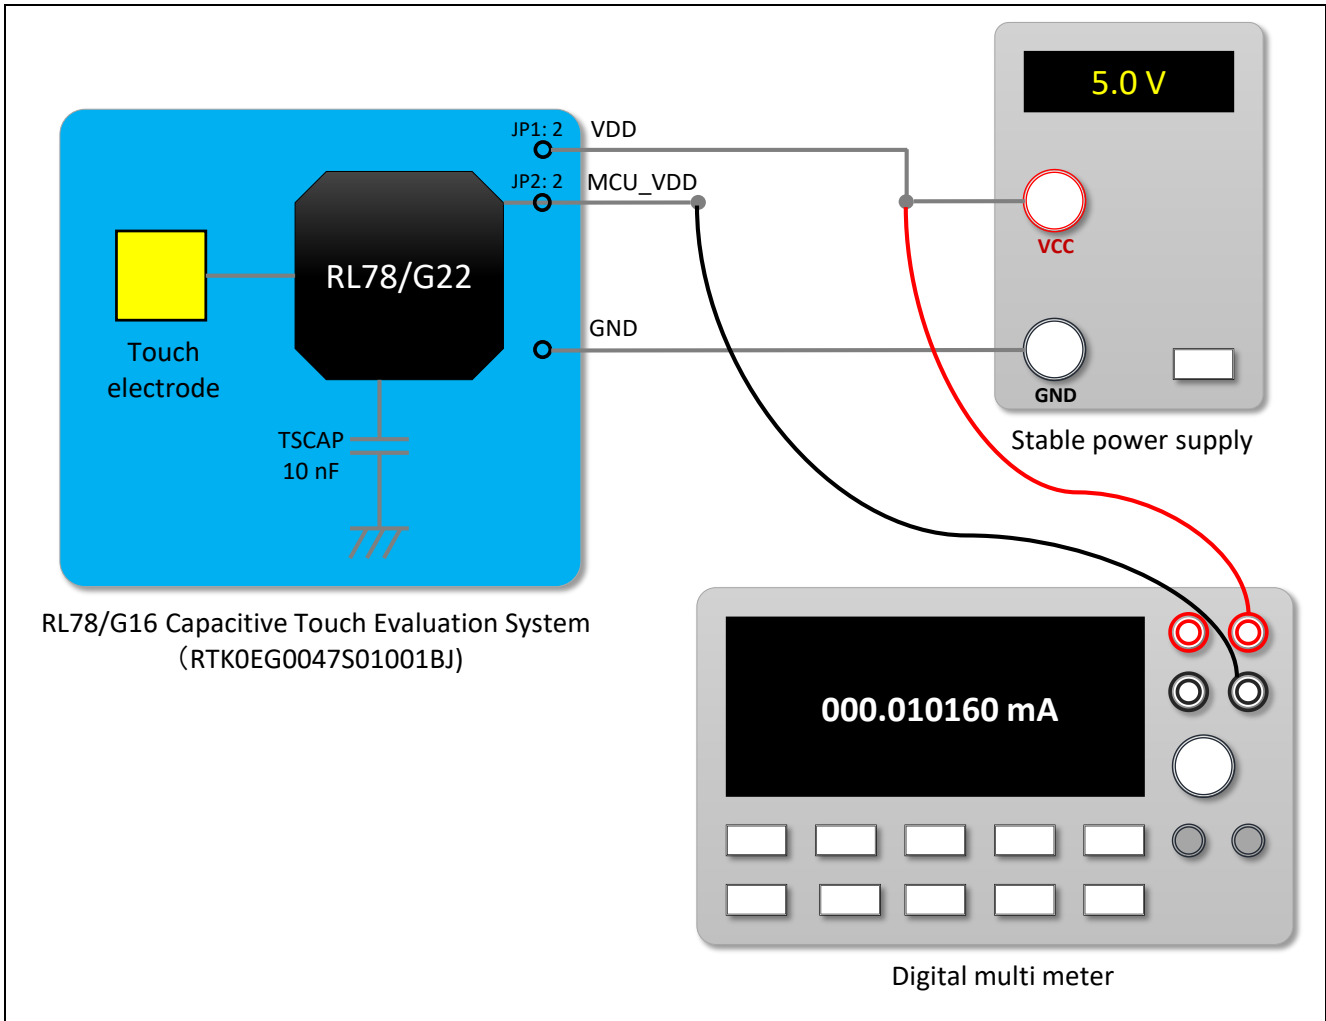 5.0 V
JP1: 2 VDD
JP2: 2 MCU_VDD
VCC
RL78/G22
GND
Touch
electrode
GND
TSCAP
10 nF
Stable power supply
RL78/G16 Capacitive Touch Evaluation System
（RTK0EG0047S01001BJ)
000.010160 mA
Digital multi meter